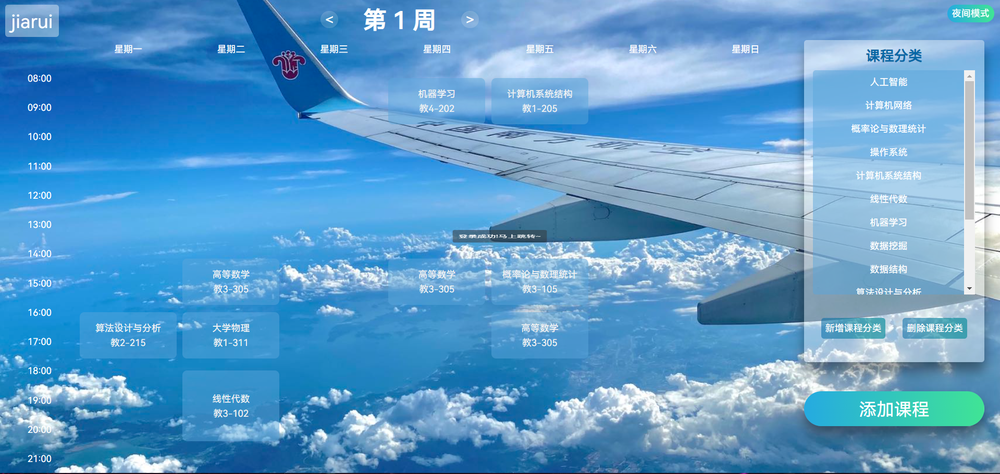 jiarui
<
第 1 周
>
夜间模式
星期一
星期二
星期三
星期四
星期五
星期六
星期日
08:00
09:00
10:00
11:00
12:00
13:00
14:00
15:00
16:00
17:00
18:00
19:00
20:00
21:00
机器学习
教4-202
计算机系统结构
教1-205
中国南方航空
登录成功!马上跳转~
高等数学
教3-305
高等数学
教3-305
概率论与数理统计
教3-105
算法设计与分析
教2-215
大学物理
教1-311
高等数学
教3-305
线性代数
教3-102
课程分类
人工智能
计算机网络
概率论与数理统计
操作系统
计算机系统结构
线性代数
机器学习
数据挖掘
数据结构
算法设计与分析
新增课程分类
删除课程分类
添加课程